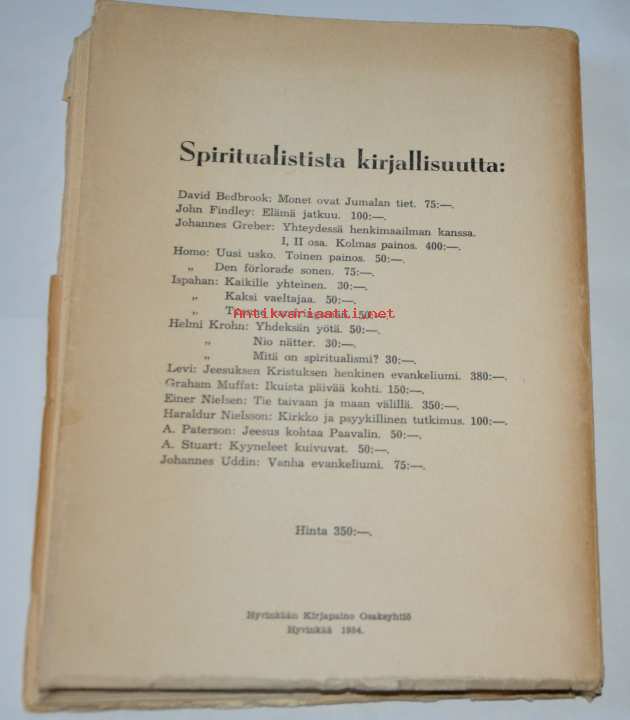 Spiritualistista kirjallisuutta:
David Bedbrook: Monet ovat Jumalan tiet. 75:—.
John Findley: Elämä jatkuu. 100:—.
Johannes Greber: Yhteydessä henkimaailman kanssa.
I, II osa. Kolmas painos. 400:—.
Homo: Uusi usko. Toinen painos. 50:—.
„ Den förlorade sonen. 75:—.
Ispahan: Kaikille yhteinen. 30:—.
„ Kaksi vaeltajaa. 50:—.
„ 50:—.
Antikvariaatti.net
Helmi Krohn: Yhdeksän yötä. 50:—.
„ Nio nätter. 30:—.
„ Mitä on spiritualismi? 30:—.
Levi: Jeesuksen Kristuksen henkinen evankeliumi. 380:—.
Graham Muffat: Ikuista päivää kohti. 150:—.
Einer Nielsen: Tie taivaan ja maan välillä. 350:—.
Haraldur Nielsson: Kirkko ja psyykillinen tutkimus. 100:—.
A. Paterson: Jeesus kohtaa Paavalin. 50:—.
A. Stuart: Kyyneleet kuivuvat. 50:—.
Johannes Uddin: Vanha evankeliumi. 75:—.
Hinta 350:—.
Hyvinkään Kirjapaino Osakeyhtiö
Hyvinkää 1954.